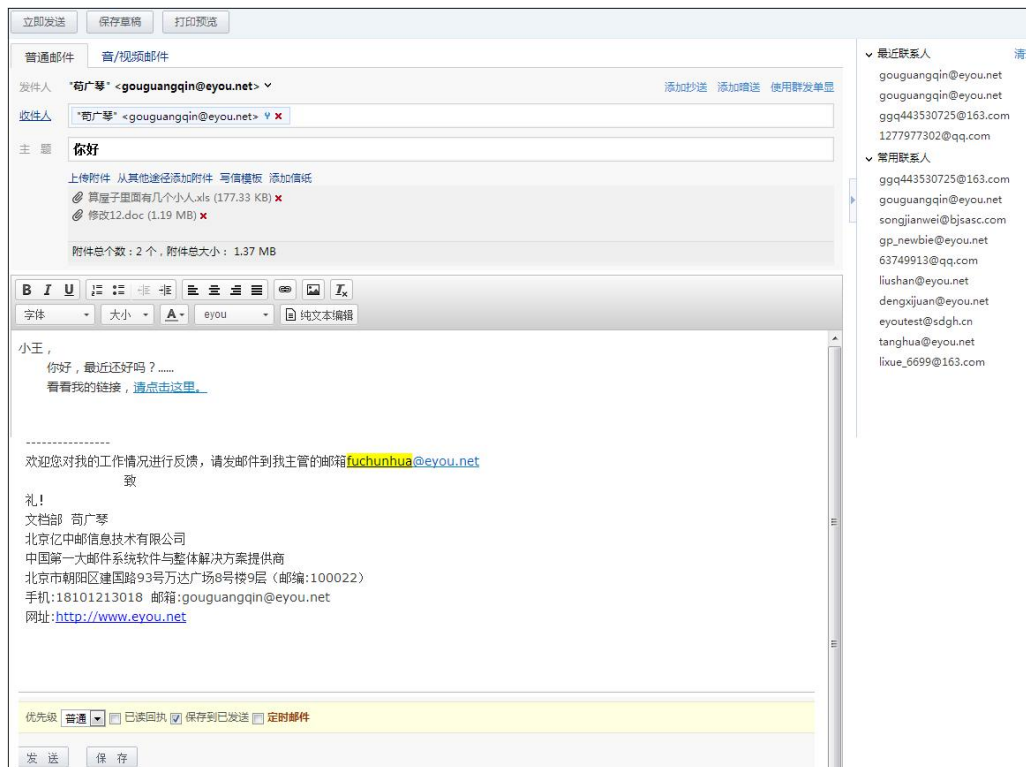 立即发送 保存草稿 打印预览
普通邮件 音/视频邮件
发件人 "苟广琴" <gouguangqin@eyou.net> 添加抄送 添加暗送 使用群发单显
收件人 "苟广琴" <gouguangqin@eyou.net>
主 题 你好
上传附件 从其他途径添加附件 写信模板 添加信纸
算屋子里面有几个小人.xls (177.33 KB)
修改12.doc (1.19 MB)
附件总个数：2 个，附件总大小： 1.37 MB
B I U
字体 大小 A eyou 纯文本编辑
小王，
你好，最近还好吗？......
看看我的链接，请点击这里。
----------------
欢迎您对我的工作情况进行反馈，请发邮件到我主管的邮箱fuchunhua@eyou.net
致
礼!
文档部 苟广琴
北京亿中邮信息技术有限公司
中国第一大邮件系统软件与整体解决方案提供商
北京市朝阳区建国路93号万达广场8号楼9层（邮编:100022）
手机:18101213018 邮箱:gouguangqin@eyou.net
网址:http://www.eyou.net
优先级 普通 已读回执 保存到已发送 定时邮件
发 送 保 存
最近联系人 清
gouguangqin@eyou.net
gouguangqin@eyou.net
ggq443530725@163.com
1277977302@qq.com
常用联系人
ggq443530725@163.com
gouguangqin@eyou.net
songjianwei@bjsasc.com
gp_newbie@eyou.net
63749913@qq.com
liushan@eyou.net
dengxijuan@eyou.net
eyoutest@sdgh.cn
tanghua@eyou.net
lixue_6699@163.com